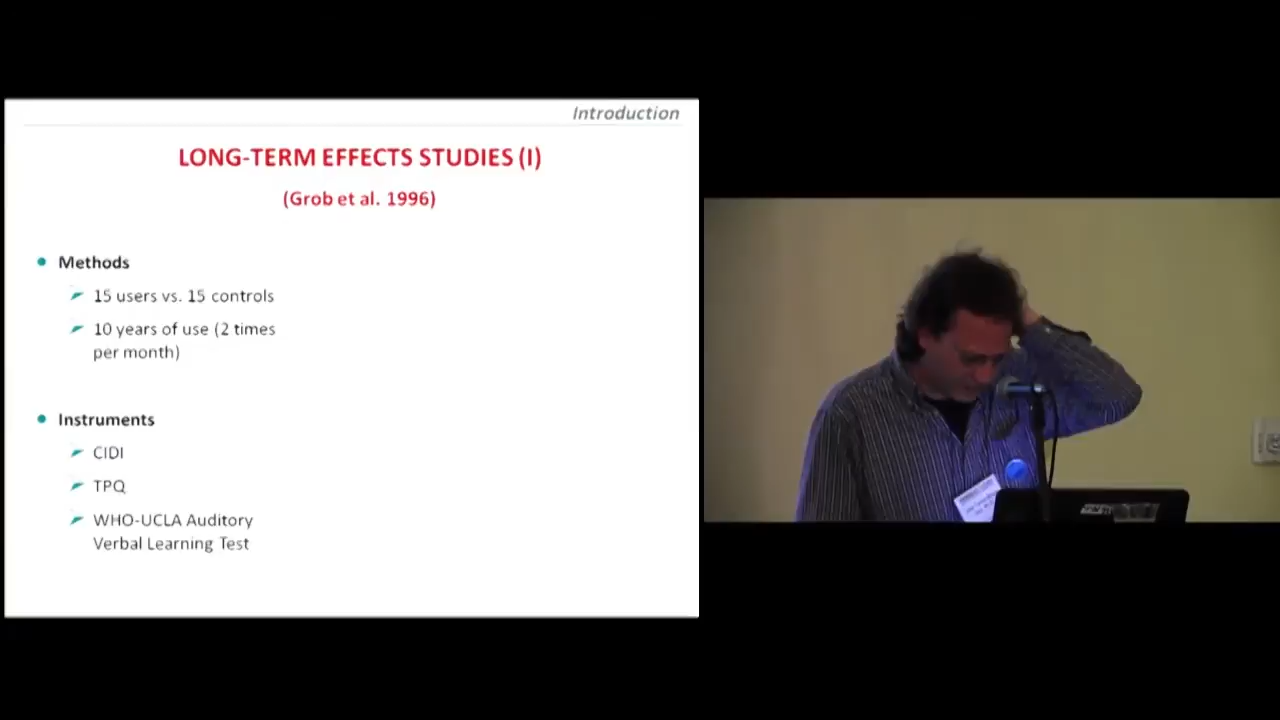 Introduction
LONG-TERM EFFECTS STUDIES (I)
(Grob et al. 1996)
Methods
15 users vs. 15 controls
10 years of use (2 times
per month)
Instruments
CIDI
TPQ
WHO-UCLA Auditory
Verbal Learning Test